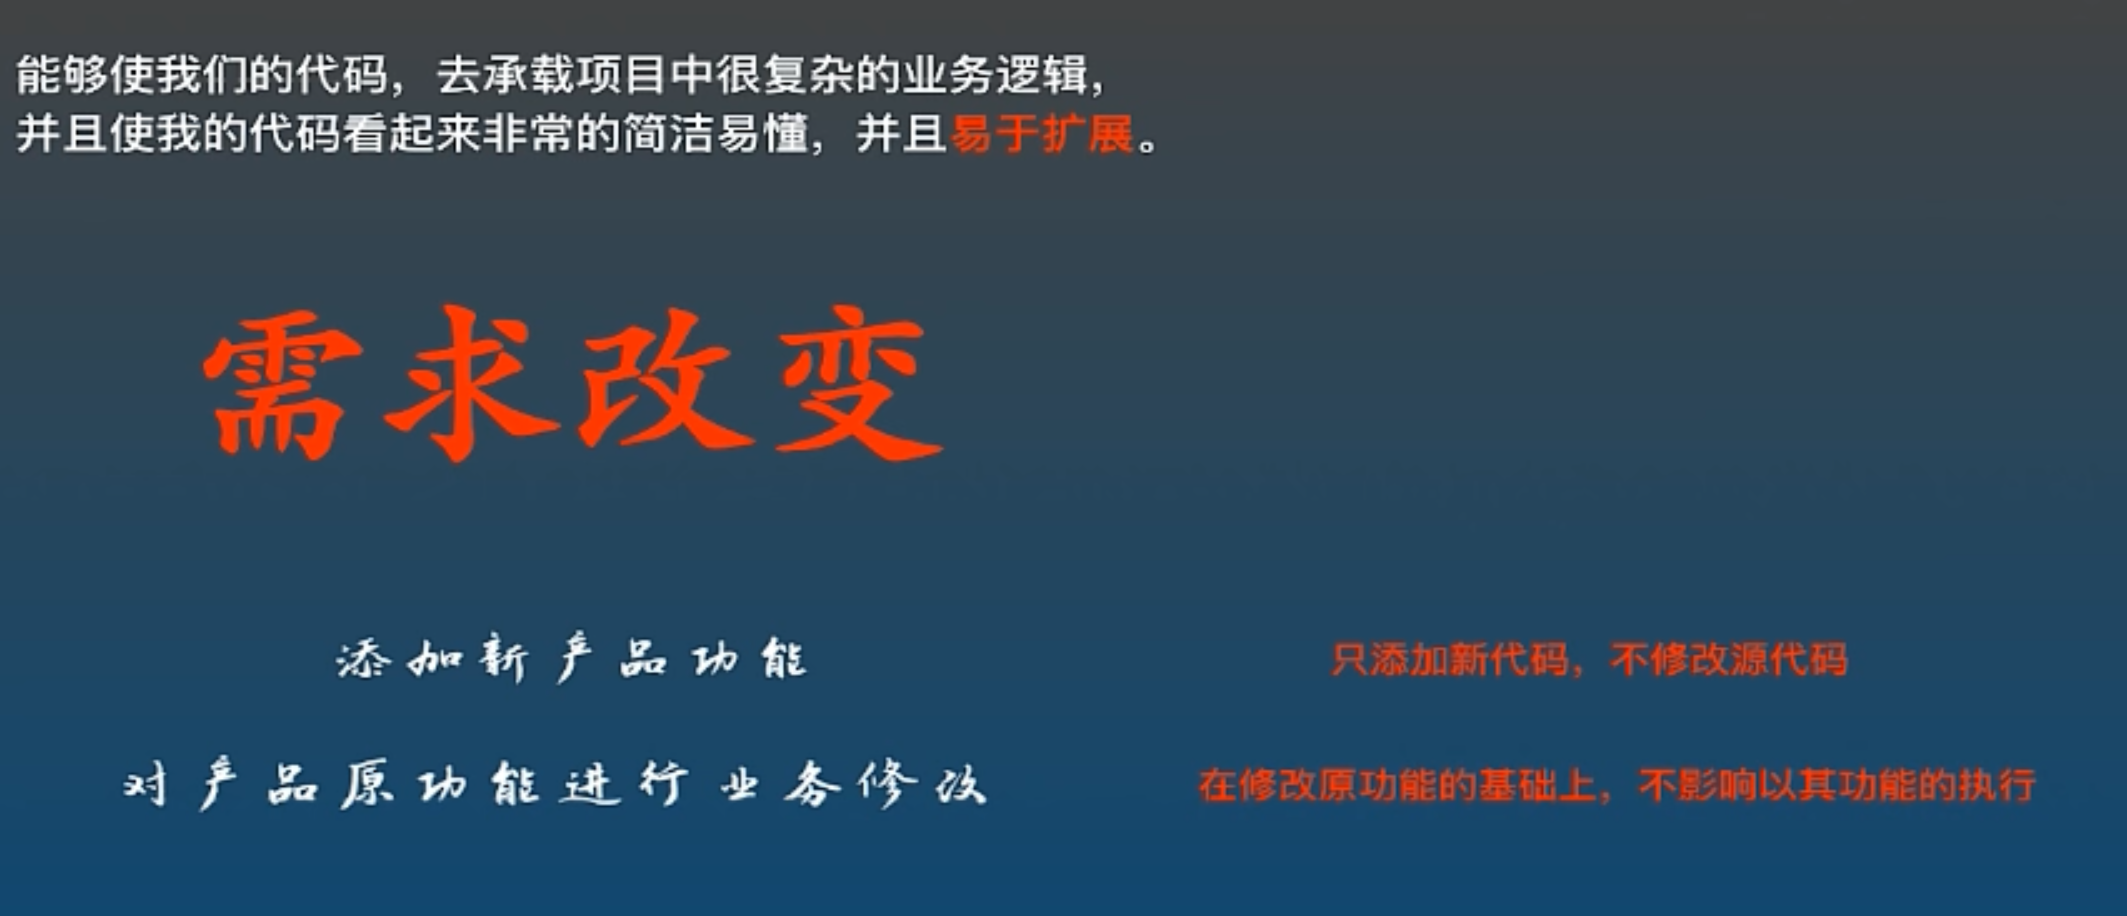 能够使我们的代码，去承载项目中很复杂的业务逻辑，
并且使我的代码看起来非常的简洁易懂，并且易于扩展。
需求改变
添加新产品功能
只添加新代码，不修改源代码
对产品原功能进行业务修改
在修改原功能的基础上，不影响以其功能的执行